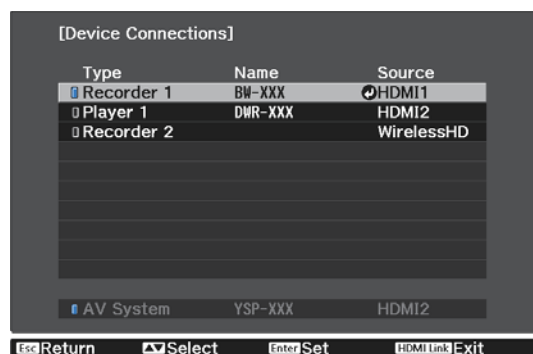 [Device Connections]
Type Name Source
Recorder 1 BW-XXX HDMI1
Player 1 DWR-XXX HDMI2
Recorder 2 WirelessHD
AV System YSP-XXX HDMI2
Esc Return Select Enter Set HDMI Link Exit